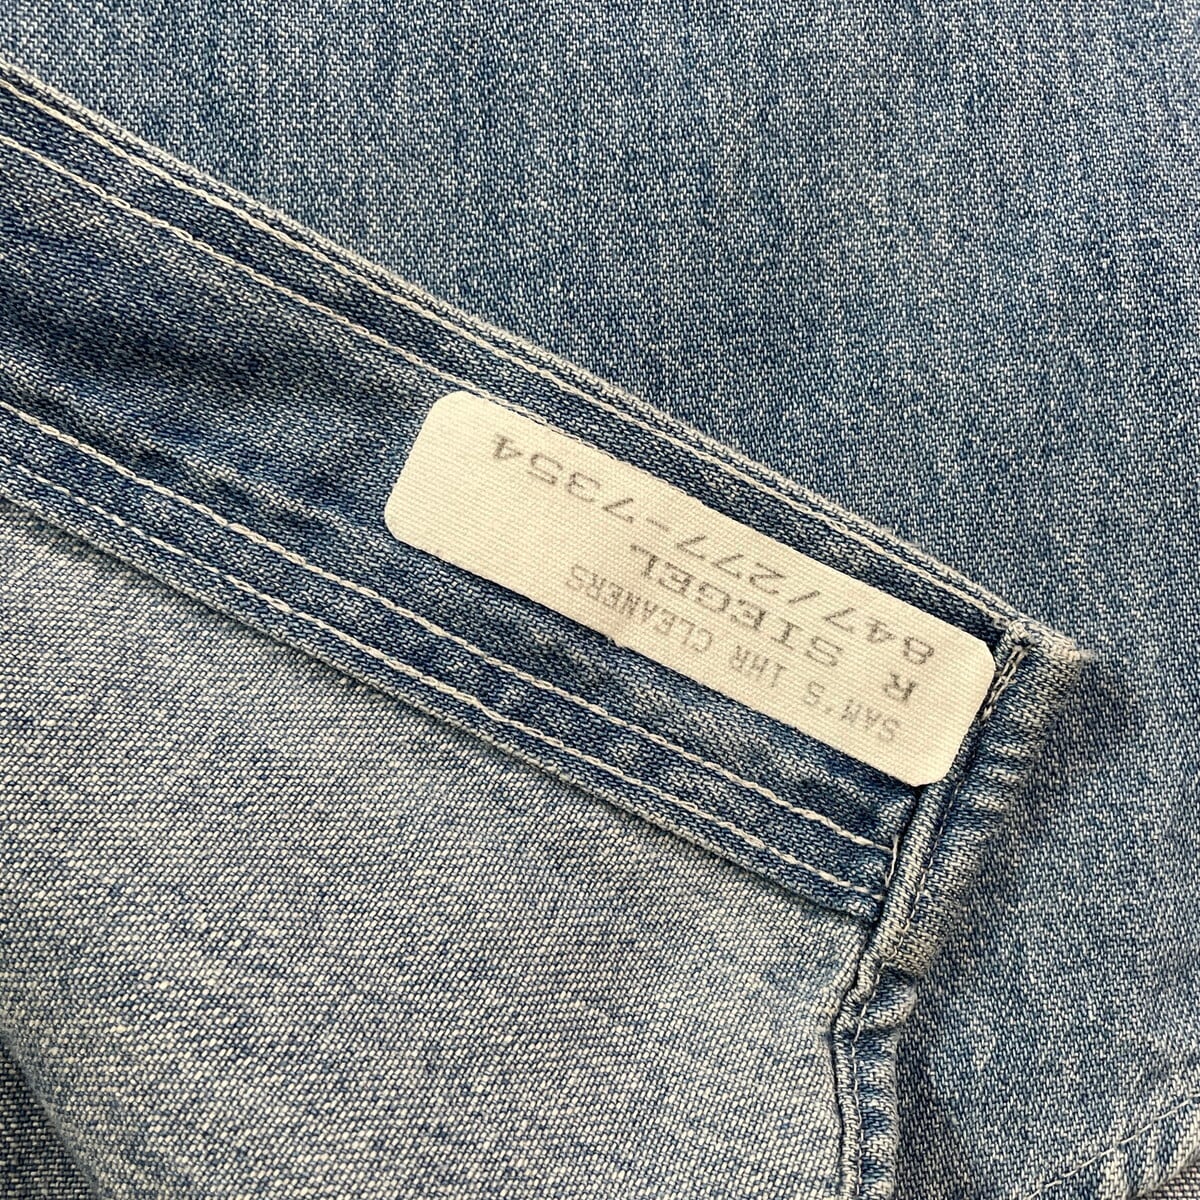 SAM'S 1HR CLEANERS
R SIEGEL
847/277-7354